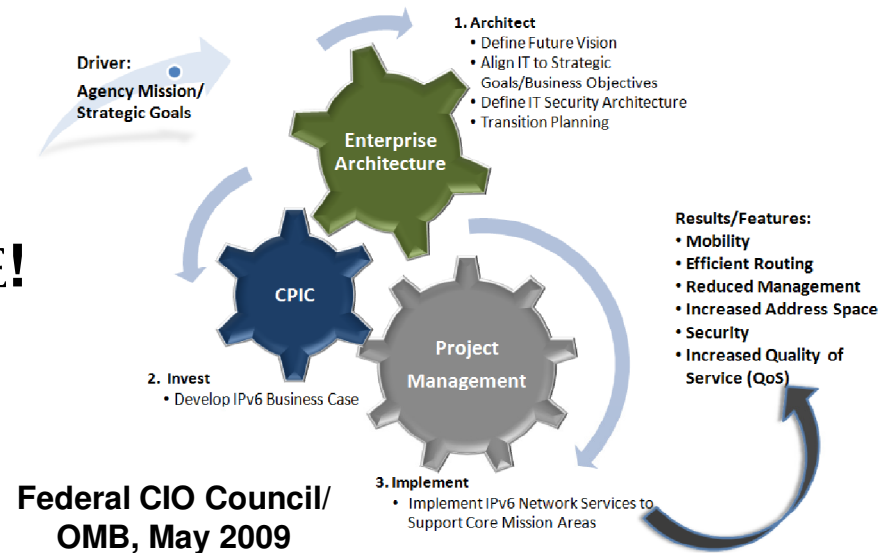 Driver:
Agency Mission/
Strategic Goals
1. Architect
• Define Future Vision
• Align IT to Strategic
Goals/Business Objectives
• Define IT Security Architecture
• Transition Planning
Enterprise
Architecture
!
CPIC
2. Invest
• Develop IPv6 Business Case
Project
Management
3. Implement
• Implement IPv6 Network Services to
Support Core Mission Areas
Results/Features:
• Mobility
• Efficient Routing
• Reduced Management
• Increased Address Space
• Security
• Increased Quality of
Service (QoS)
Federal CIO Council/
OMB, May 2009